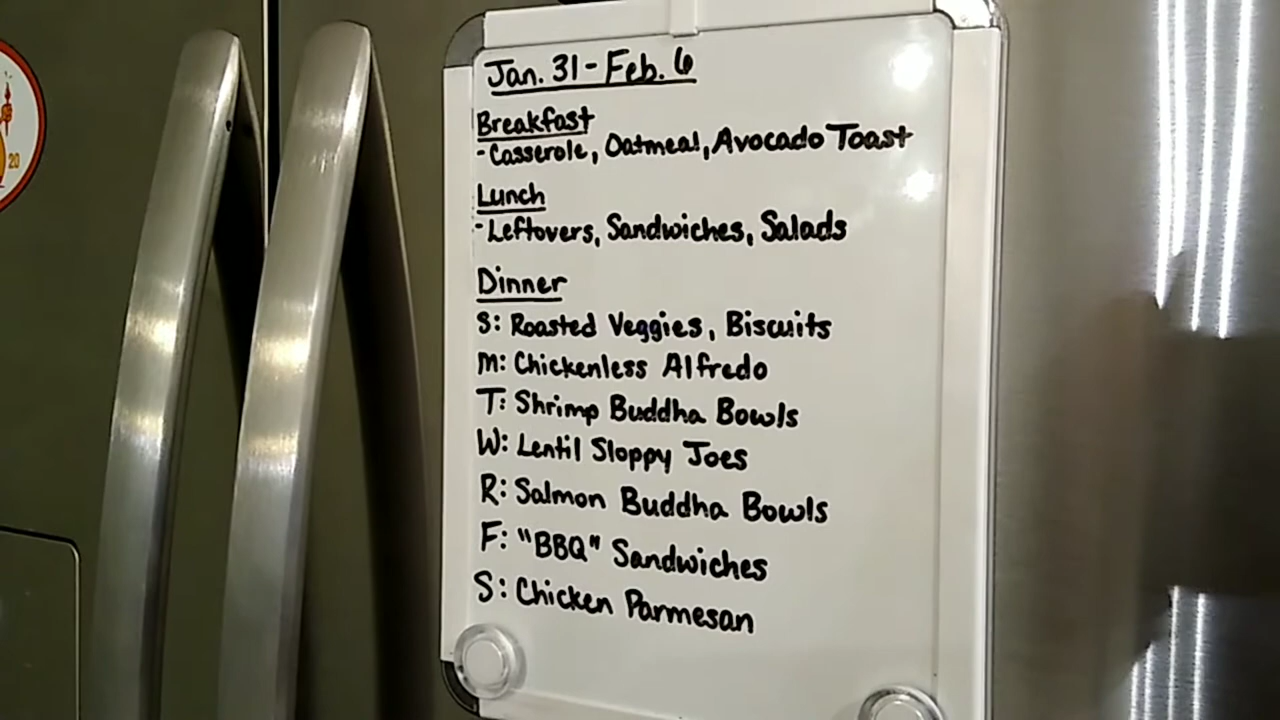 20
Jan. 31 - Feb. 6
Breakfast
- Casserole, Oatmeal, Avocado Toast
Lunch
- Leftovers, Sandwiches, Salads
Dinner
S: Roasted Veggies, Biscuits
M: Chickenless Alfredo
T: Shrimp Buddha Bowls
W: Lentil Sloppy Joes
R: Salmon Buddha Bowls
F: "BBQ" Sandwiches
S: Chicken Parmesan